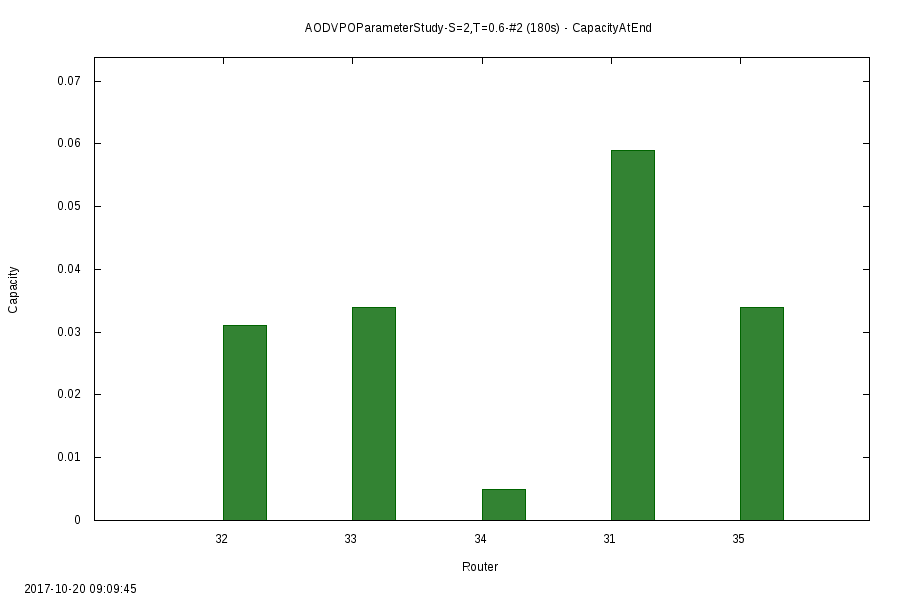 AODVPOParameterStudy-S=2,T=0.6-#2 (180s) - CapacityAtEnd
0.07
0.06
0.05
0.04
0.03
0.02
0.01
0
Capacity
32 33 34 31 35
Router
2017-10-20 09:09:45